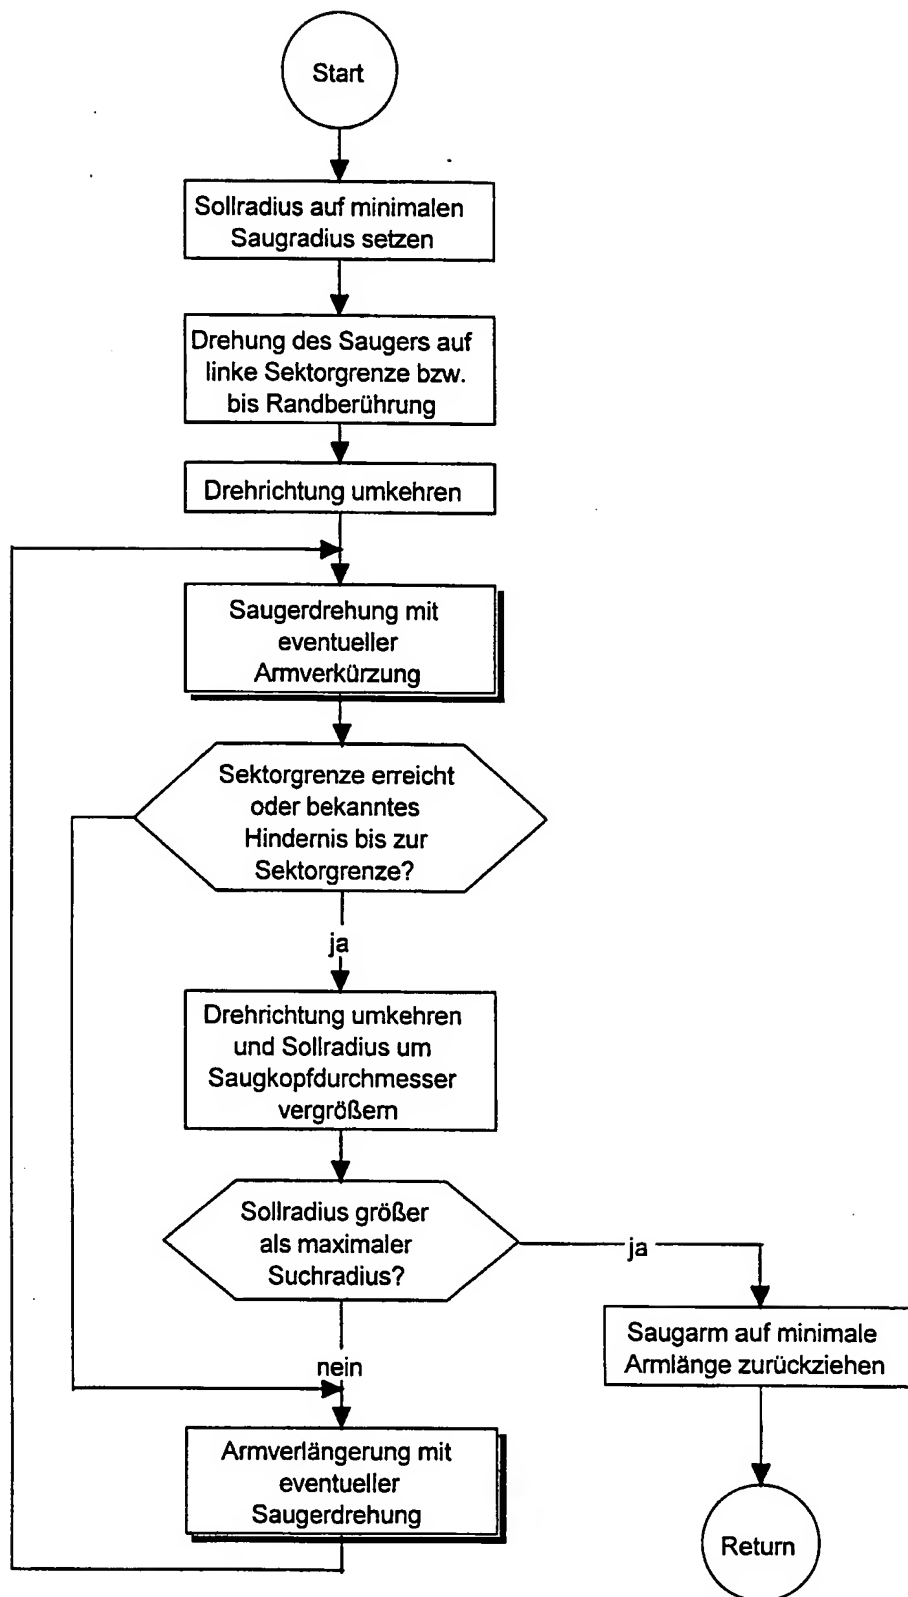 Start
Sollradius auf minimalen
Saugradius setzen
Drehung des Saugers auf
linke Sektorgrenze bzw.
bis Randberührung
Drehrichtung umkehren
Saugerdrehung mit
eventueller
Armverkürzung
Sektorgrenze erreicht
oder bekanntes
Hindernis bis zur
Sektorgrenze?
ja
Drehrichtung umkehren
und Sollradius um
Saugkopfdurchmesser
vergrößern
Sollradius größer
als maximaler
Suchradius?
ja
nein
Saugarm auf minimale
Armlänge zurückziehen
Armverlängerung mit
eventueller
Saugerdrehung
Return